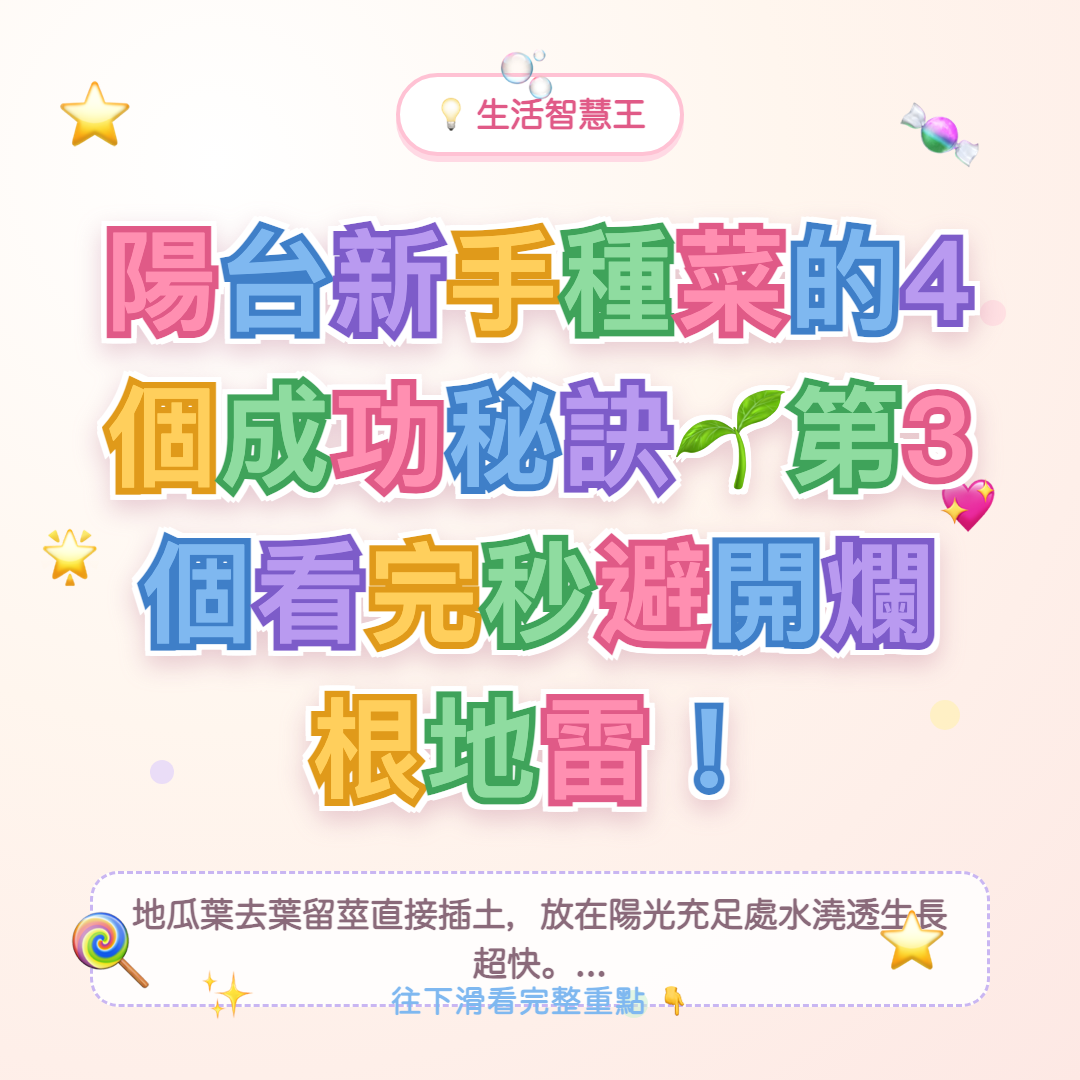 💡 生活智慧王
陽台新手種菜的4
個成功秘訣🌱第3
個看完秒避開爛
根地雷！
地瓜葉去葉留莖直接插土，放在陽光充足處水澆透生長
超快。...
往下滑看完整重點 👇